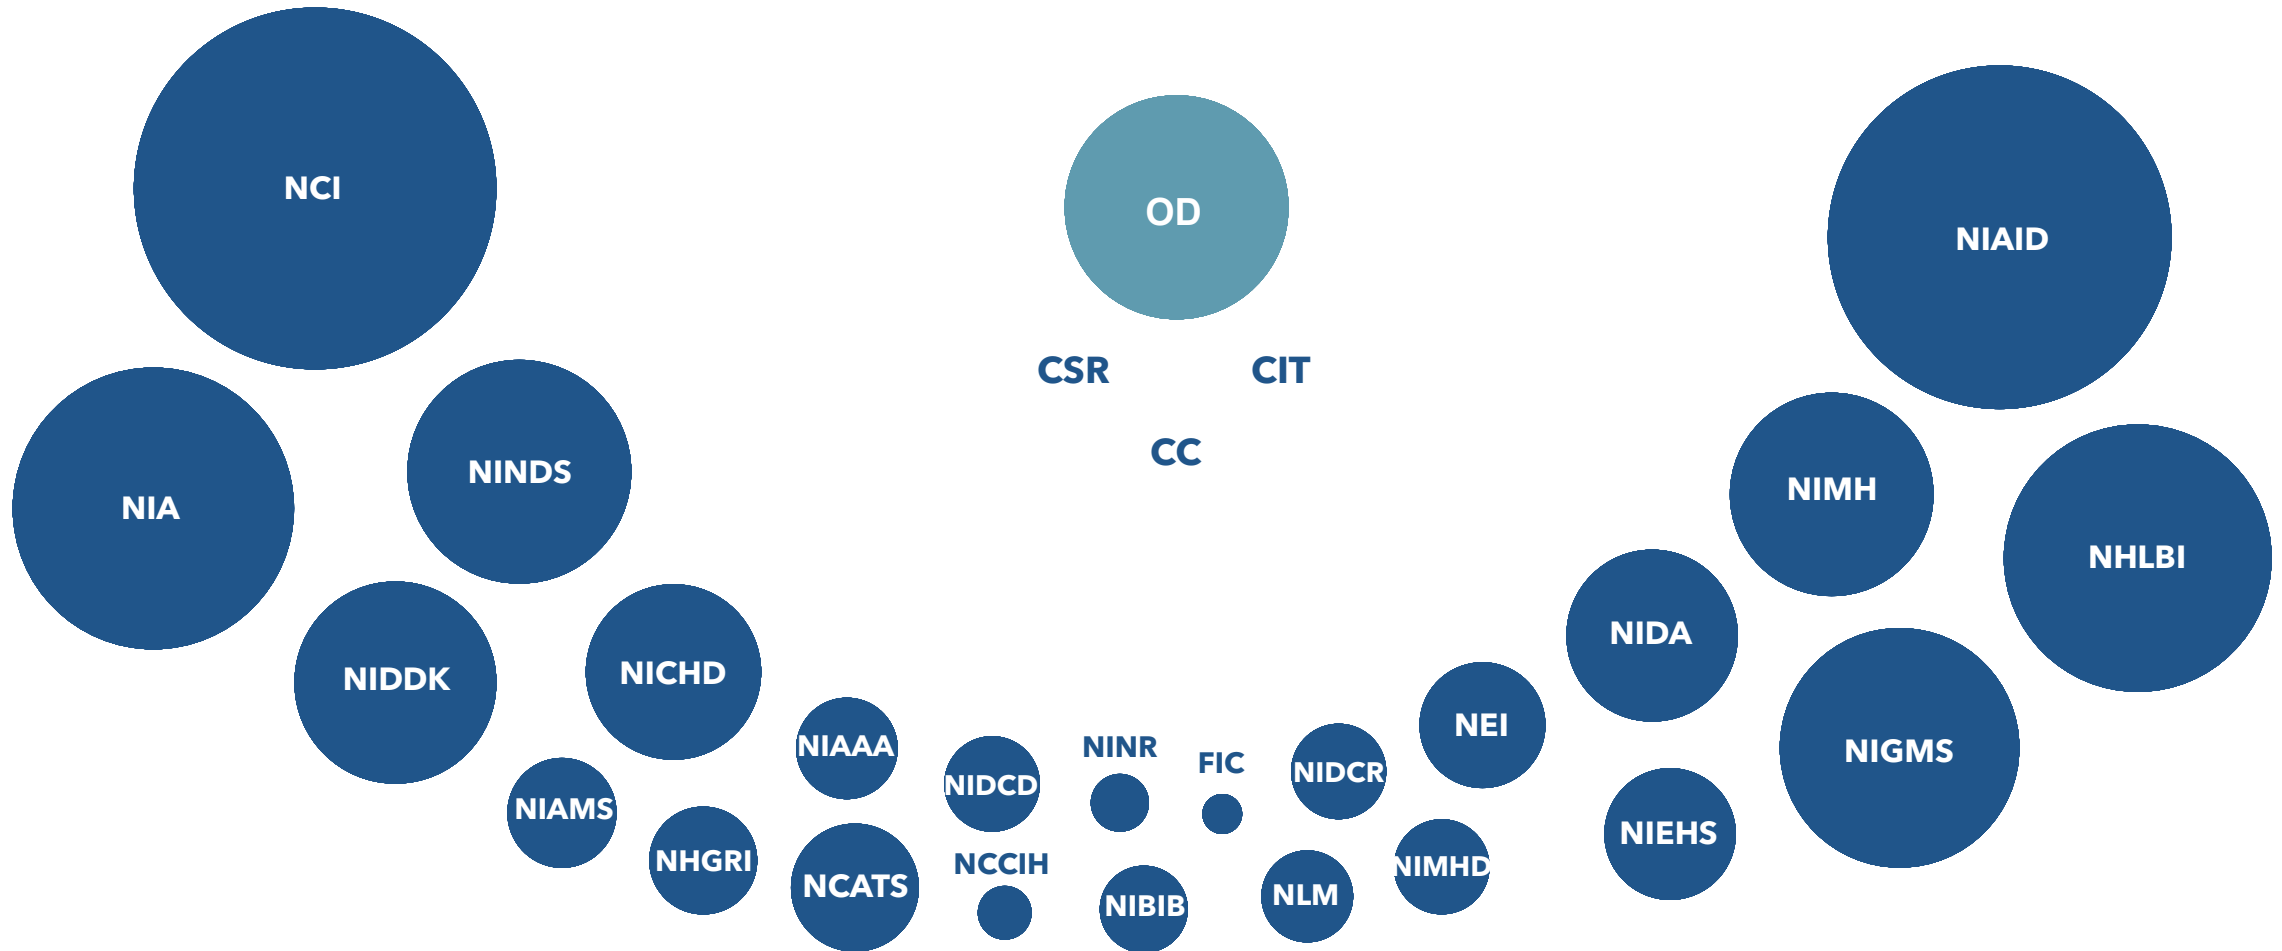 NCI
OD
NIAID
CSR
CIT
CC
NINDS
NIMH
NIA
NHLBI
NIDDK
NICHD
NIDA
NEI
NIGMS
NIAAA
NINR
FIC
NIDCD
NIDCR
NIAMS
NIEHS
NHGRI
NCCIH
NIMHD
NCATS
NIBIB
NLM